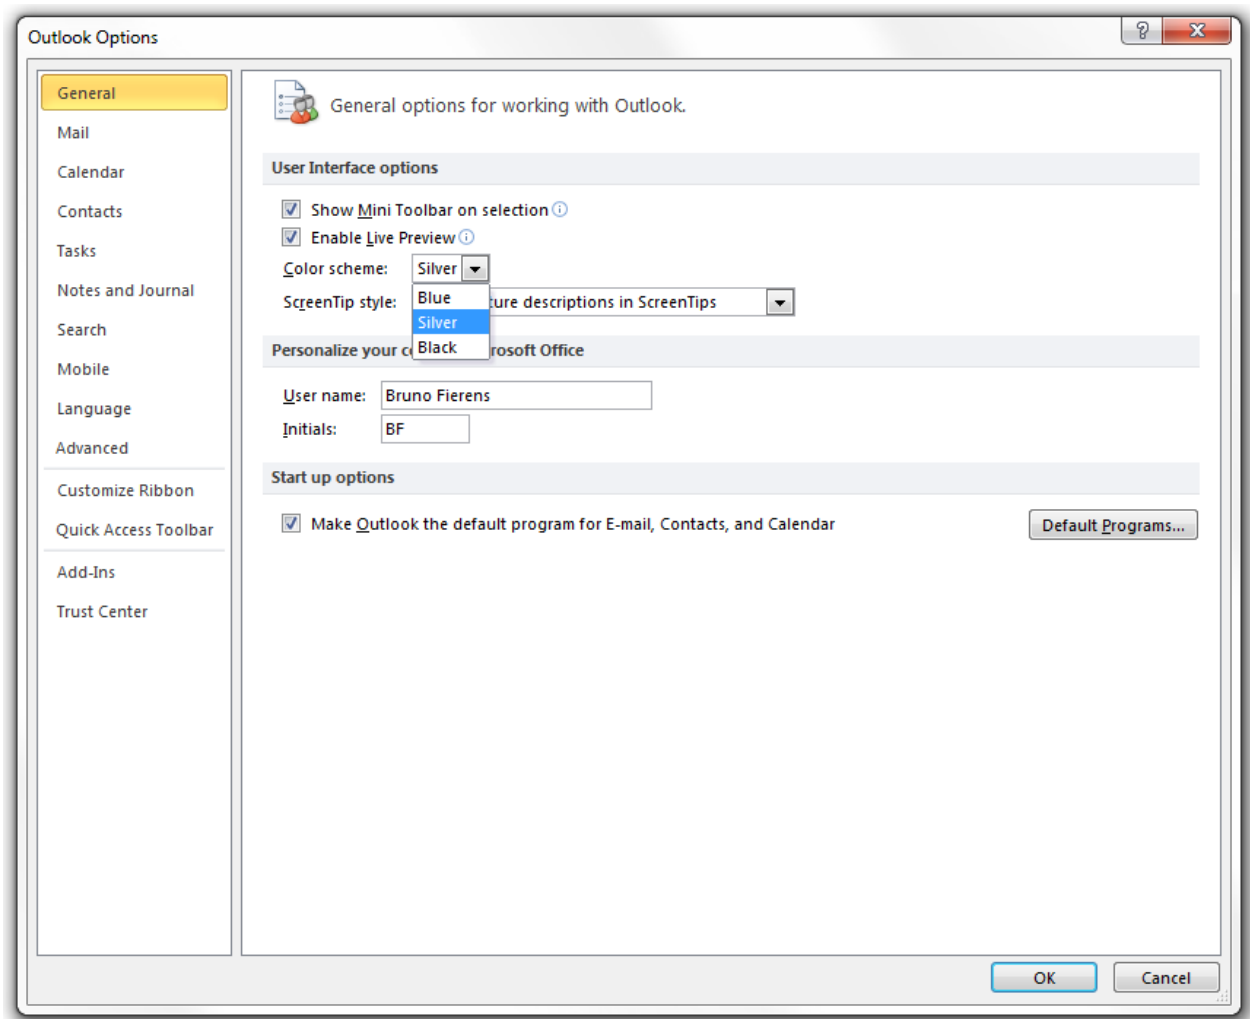 Outlook Options
General
Mail
Calendar
Contacts
Tasks
Notes and Journal
Search
Mobile
Language
Advanced
Customize Ribbon
Quick Access Toolbar
Add-Ins
Trust Center
General options for working with Outlook.
User Interface options
Show Mini Toolbar on selection
Enable Live Preview
Color scheme: Silver
Blue
Silver
Black
ScreenTip style: descriptions in ScreenTips
Personalize your Office
User name: Bruno Fierens
Initials: BF
Start up options
Make Outlook the default program for E-mail, Contacts, and Calendar
Default Programs...
OK Cancel